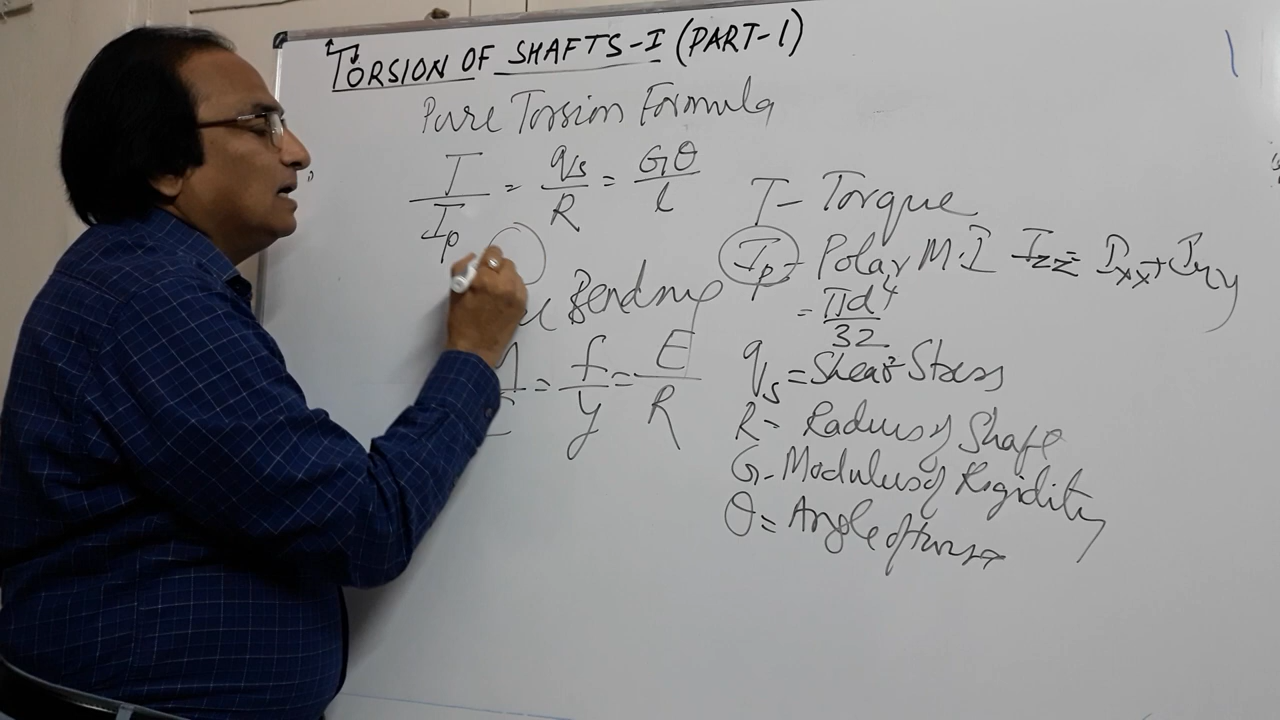 TORSION OF SHAFTS-I (PART-1)
Pure Torsion Formula
T/Ip = qs/R = Gθ/l
T - Torque
Ip - Polar M.I Izz = Ixx + Iyy
= πd⁴/32
Bending
= f/y = E/R
qs = Shear Stress
R - Radius of Shaft
G - Modulus of Rigidity
θ = Angle of twist